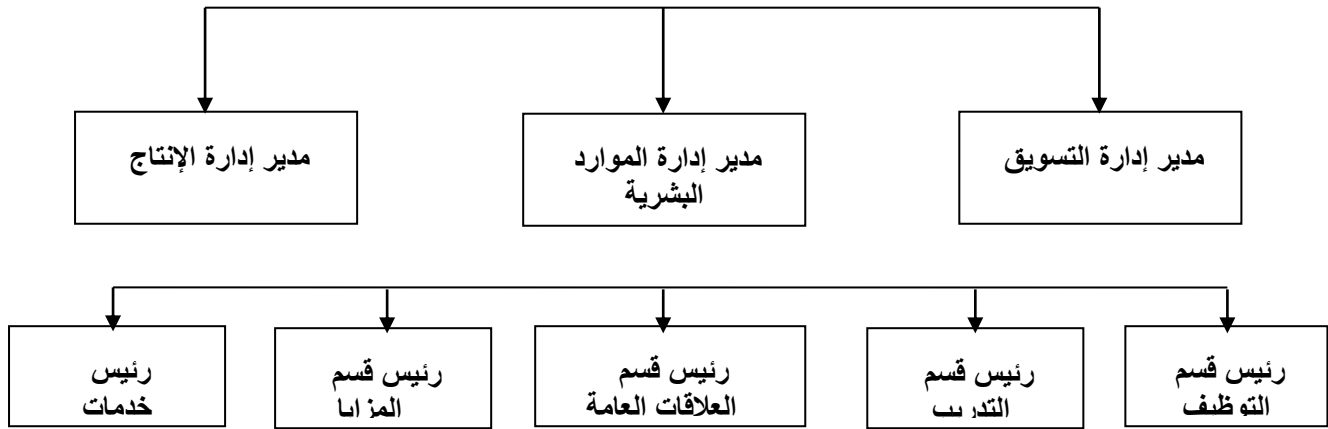 مدير إدارة التسويق
مدير إدارة الموارد
البشرية
مدير إدارة الإنتاج
رئيس قسم
التوظيف
رئيس قسم
التدريب
رئيس قسم
العلاقات العامة
رئيس قسم
المزايا
رئيس
خدمات